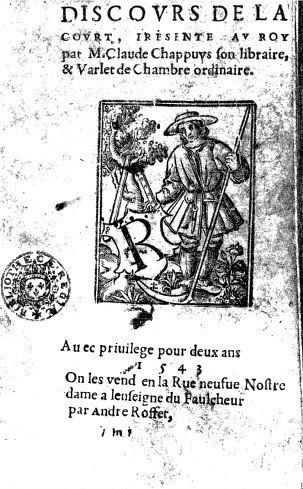 DISCOVRS DE LA
COVRT, PRESENTE AV ROY
par M. Claude Chappuys son libraire,
& Varlet de Chambre ordinaire.
R
Auec priuilege pour deux ans
1543
On les vend en la Rue neufue Nostre
dame a lenseigne du Faulcheur
par Andre Roffet,